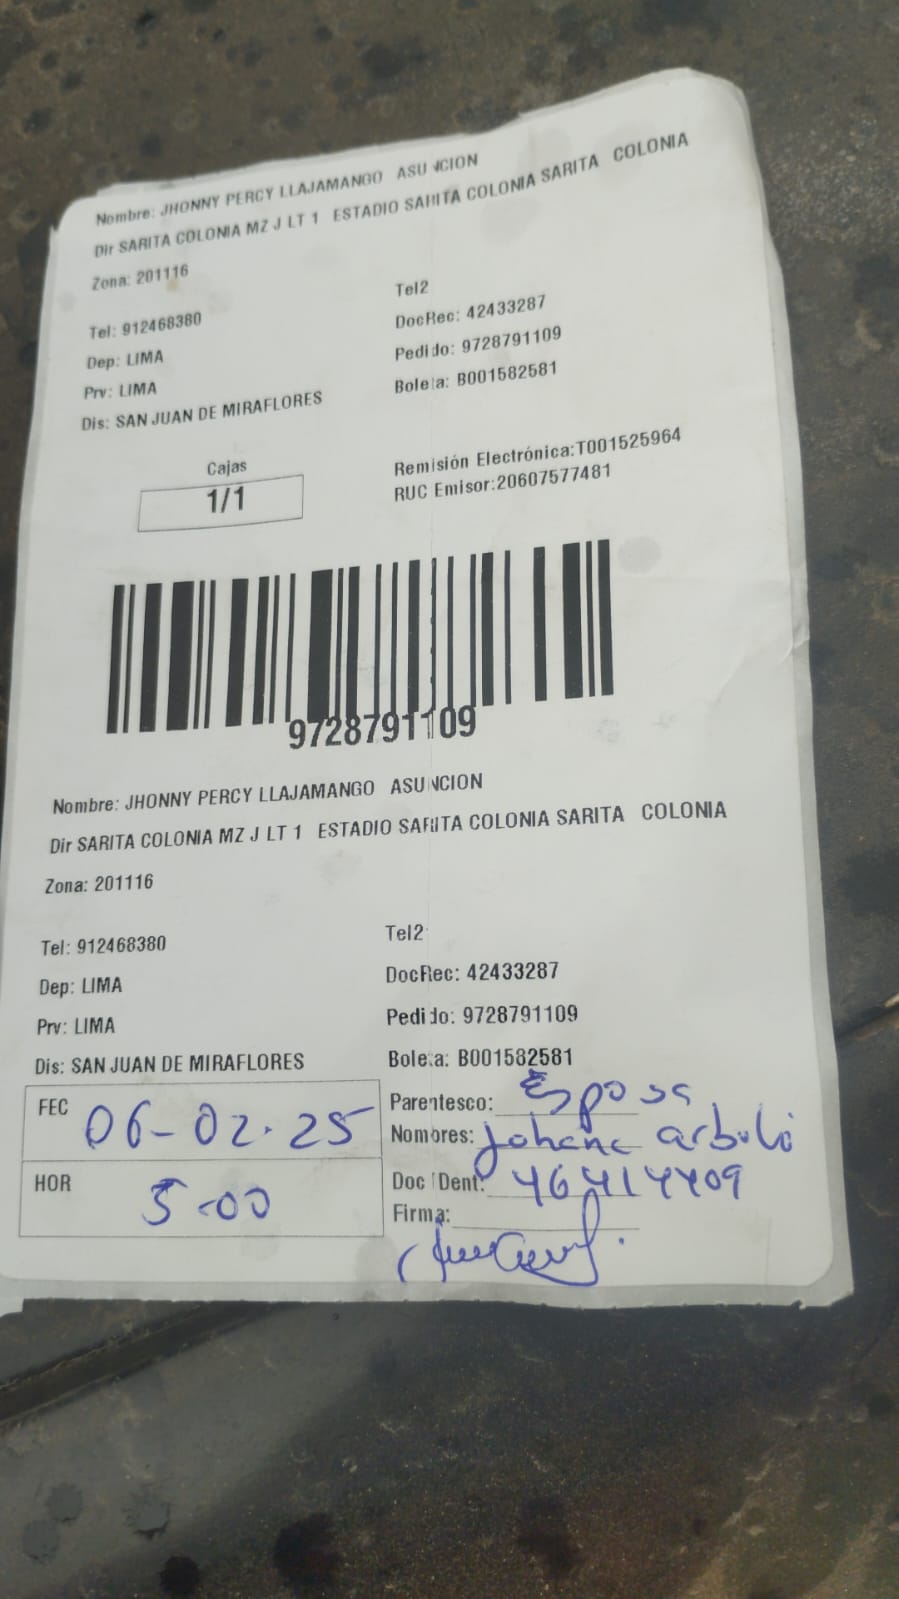 Nombre: JHONNY PERCY LLAJAMANGO ASUNCION
Dir SARITA COLONIA MZ J LT 1 ESTADIO SARITA COLONIA SARITA COLONIA
Zona: 201116
Tel2
Tel: 912468380
DocRec: 42433287
Dep: LIMA
Pedido: 9728791109
Prv: LIMA
Boleta: B001582581
Dis: SAN JUAN DE MIRAFLORES
Cajas
1/1
Remisión Electrónica:T001525964
RUC Emisor:20607577481
9728791109
Nombre: JHONNY PERCY LLAJAMANGO ASUNCION
Dir SARITA COLONIA MZ J LT 1 ESTADIO SARITA COLONIA SARITA COLONIA
Zona: 201116
Tel2
Tel: 912468380
DocRec: 42433287
Dep: LIMA
Pedido: 9728791109
Prv: LIMA
Boleta: B001582581
Dis: SAN JUAN DE MIRAFLORES
FEC 06-02-25
Parentesco: Esposa
Nombres: Johana arbulú
HOR 5-00
Doc Dent: 46414409
Firma: